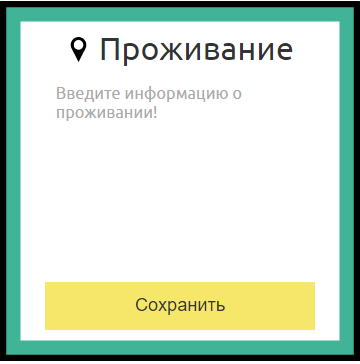 Проживание
Введите информацию о
проживании!
Сохранить